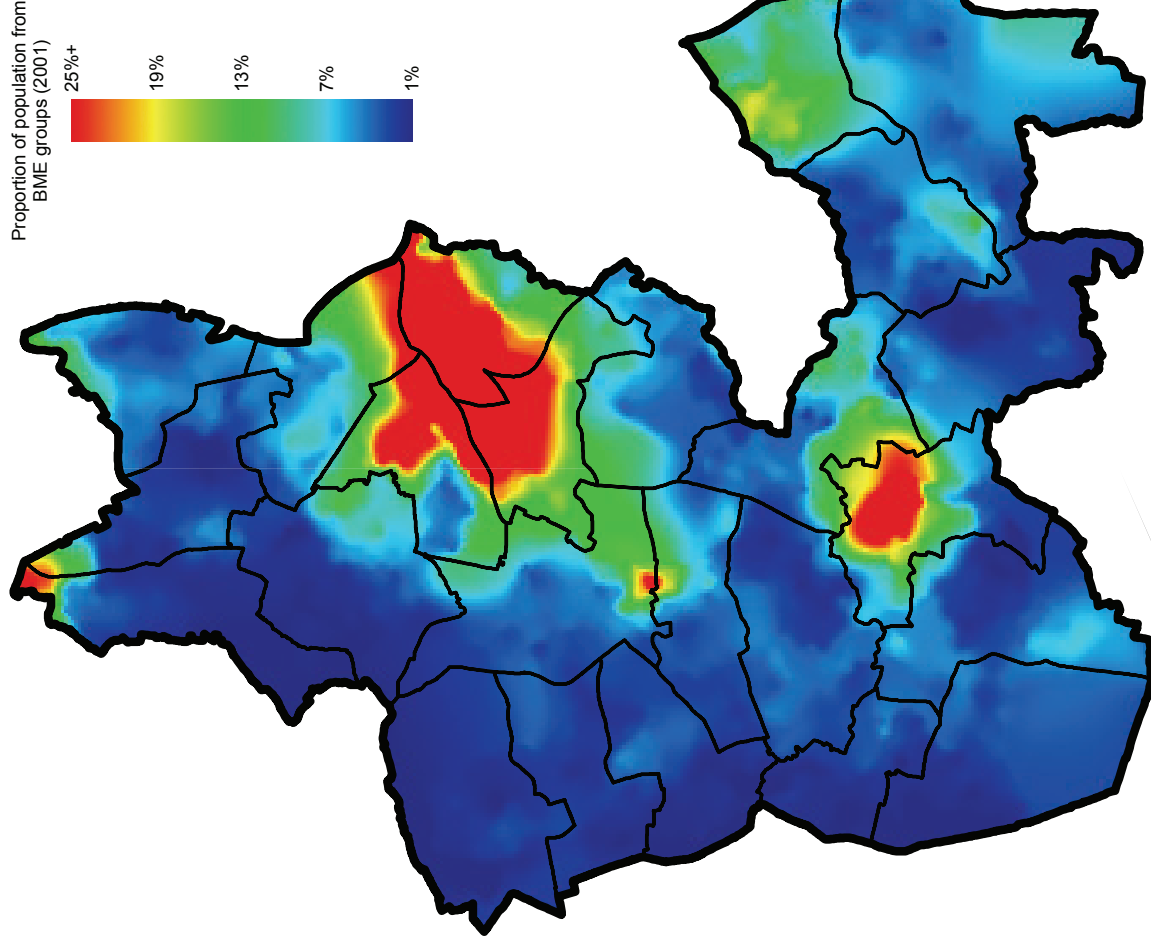 Proportion of population from
BME groups (2001)
25%+
19%
13%
7%
1%